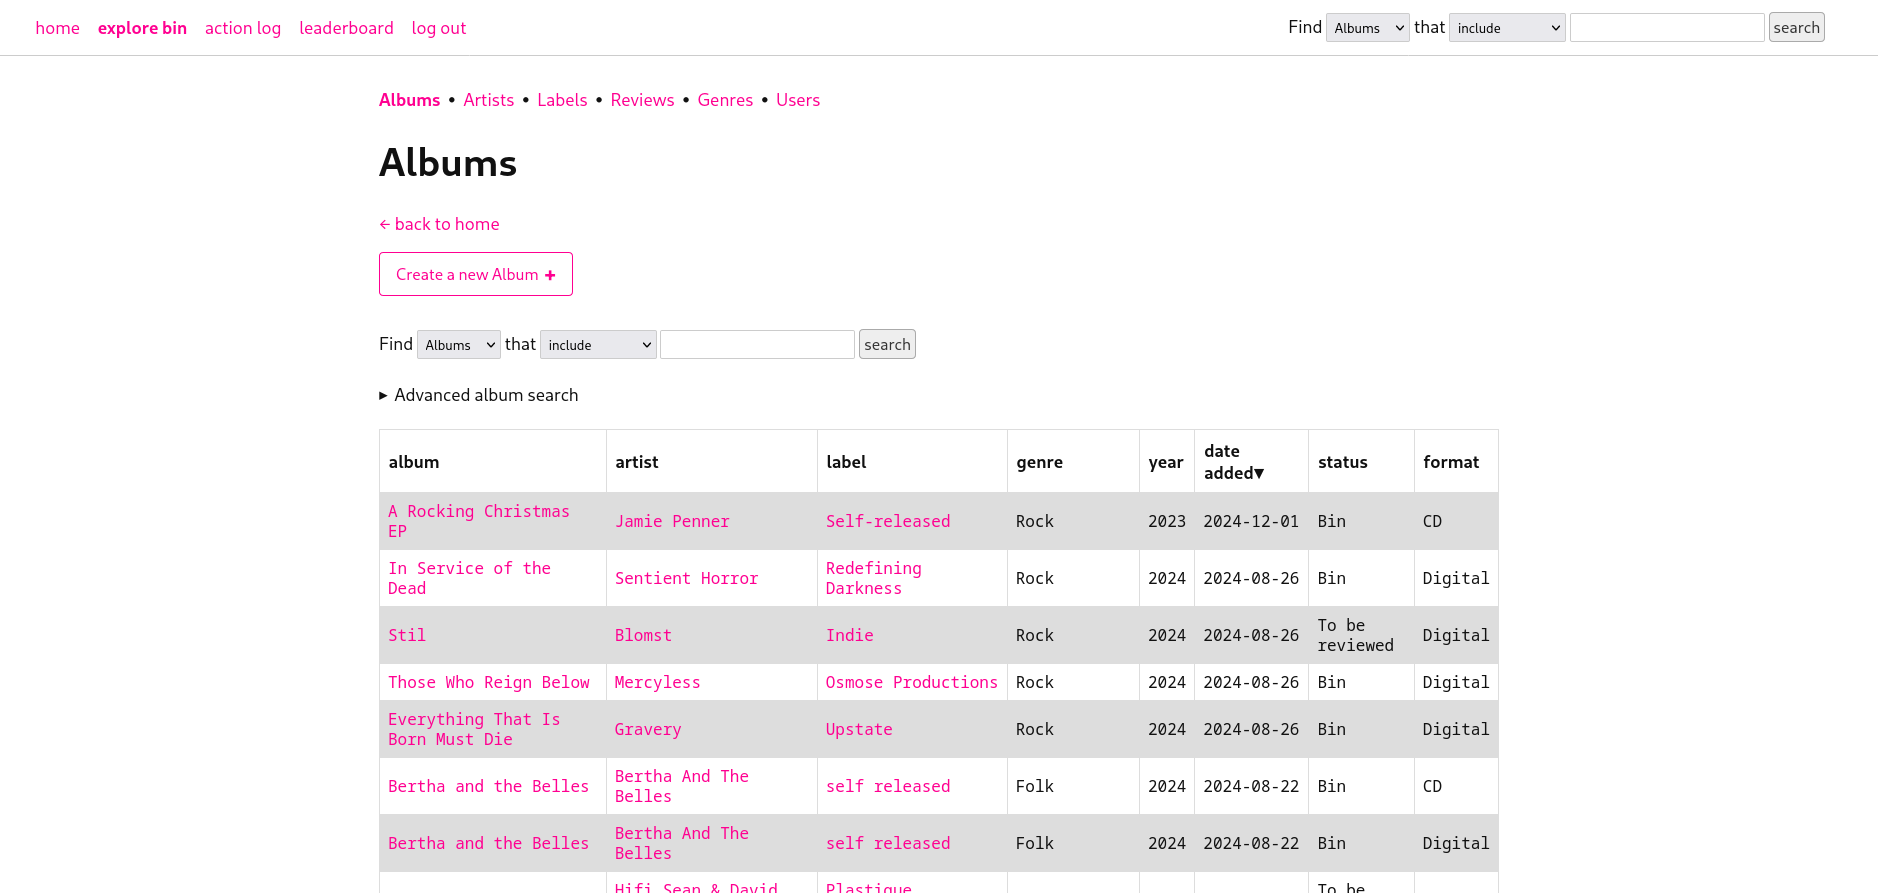 home explore bin action log leaderboard log out Find Albums that include search
Albums • Artists • Labels • Reviews • Genres • Users
Albums
← back to home
Create a new Album +
Find Albums that include search
▶ Advanced album search
album artist label genre year date added▼ status format
A Rocking Christmas EP Jamie Penner Self-released Rock 2023 2024-12-01 Bin CD
In Service of the Dead Sentient Horror Redefining Darkness Rock 2024 2024-08-26 Bin Digital
Stil Blomst Indie Rock 2024 2024-08-26 To be reviewed Digital
Those Who Reign Below Mercyless Osmose Productions Rock 2024 2024-08-26 Bin Digital
Everything That Is Born Must Die Gravery Upstate Rock 2024 2024-08-26 Bin Digital
Bertha and the Belles Bertha And The Belles self released Folk 2024 2024-08-22 Bin CD
Bertha and the Belles Bertha And The Belles self released Folk 2024 2024-08-22 Bin Digital
Hifi Sean & David Plastique To be